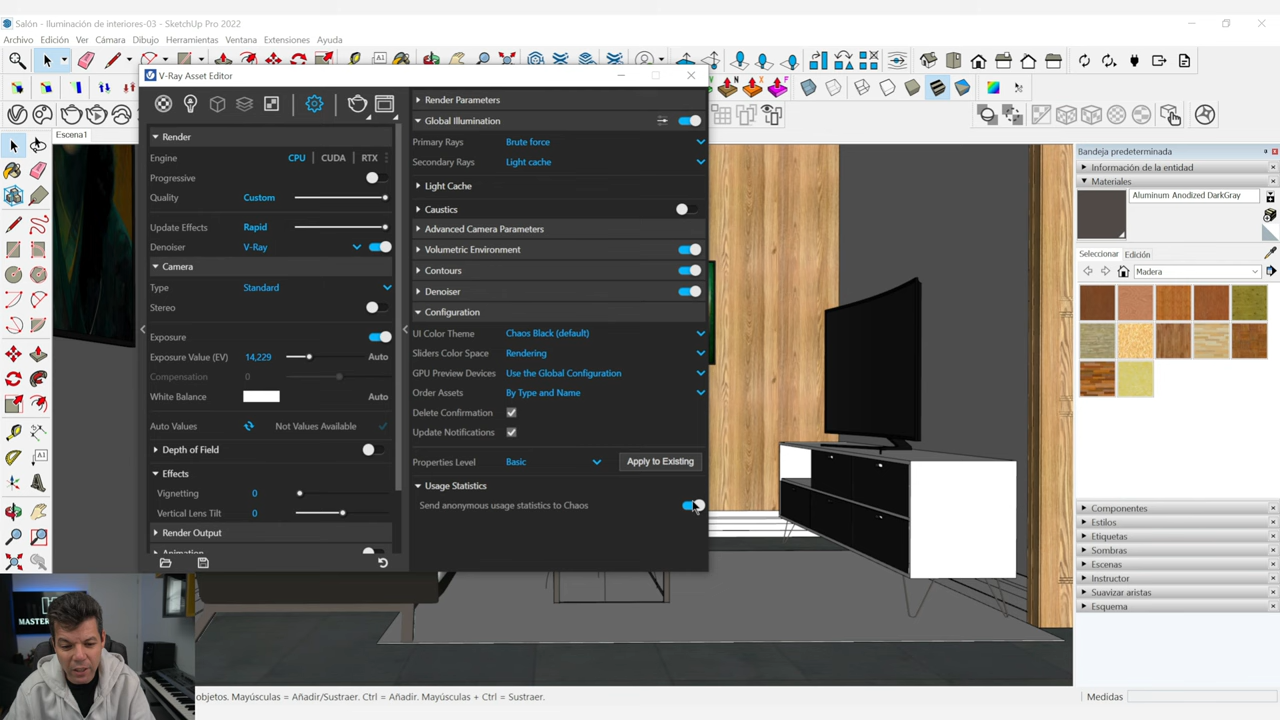 Salón - Iluminación de interiores-03 - SketchUp Pro 2022
Archivo Edición Ver Cámara Dibujo Herramientas Ventana Extensiones Ayuda
Escena1
V-Ray Asset Editor
Render
Engine CPU CUDA RTX
Progressive
Quality Custom
Update Effects Rapid
Denoiser V-Ray
Camera
Type Standard
Stereo
Exposure
Exposure Value (EV) 14,229 Auto
Compensation 0
White Balance Auto
Auto Values Not Values Available
Depth of Field
Effects
Vignetting 0
Vertical Lens Tilt 0
Render Output
Animation
Render Parameters
Global Illumination
Primary Rays Brute force
Secondary Rays Light cache
Light Cache
Caustics
Advanced Camera Parameters
Volumetric Environment
Contours
Denoiser
Configuration
UI Color Theme Chaos Black (default)
Sliders Color Space Rendering
GPU Preview Devices Use the Global Configuration
Order Assets By Type and Name
Delete Confirmation
Update Notifications
Properties Level Basic Apply to Existing
Usage Statistics
Send anonymous usage statistics to Chaos
Bandeja predeterminada
Información de la entidad
Materiales
Aluminum Anodized DarkGray
Seleccionar Edición
Madera
Componentes
Estilos
Etiquetas
Sombras
Escenas
Instructor
Suavizar aristas
Esquema
MASTER
objetos. Mayúsculas = Añadir/Sustraer. Ctrl = Añadir. Mayúsculas + Ctrl = Sustraer.
Medidas